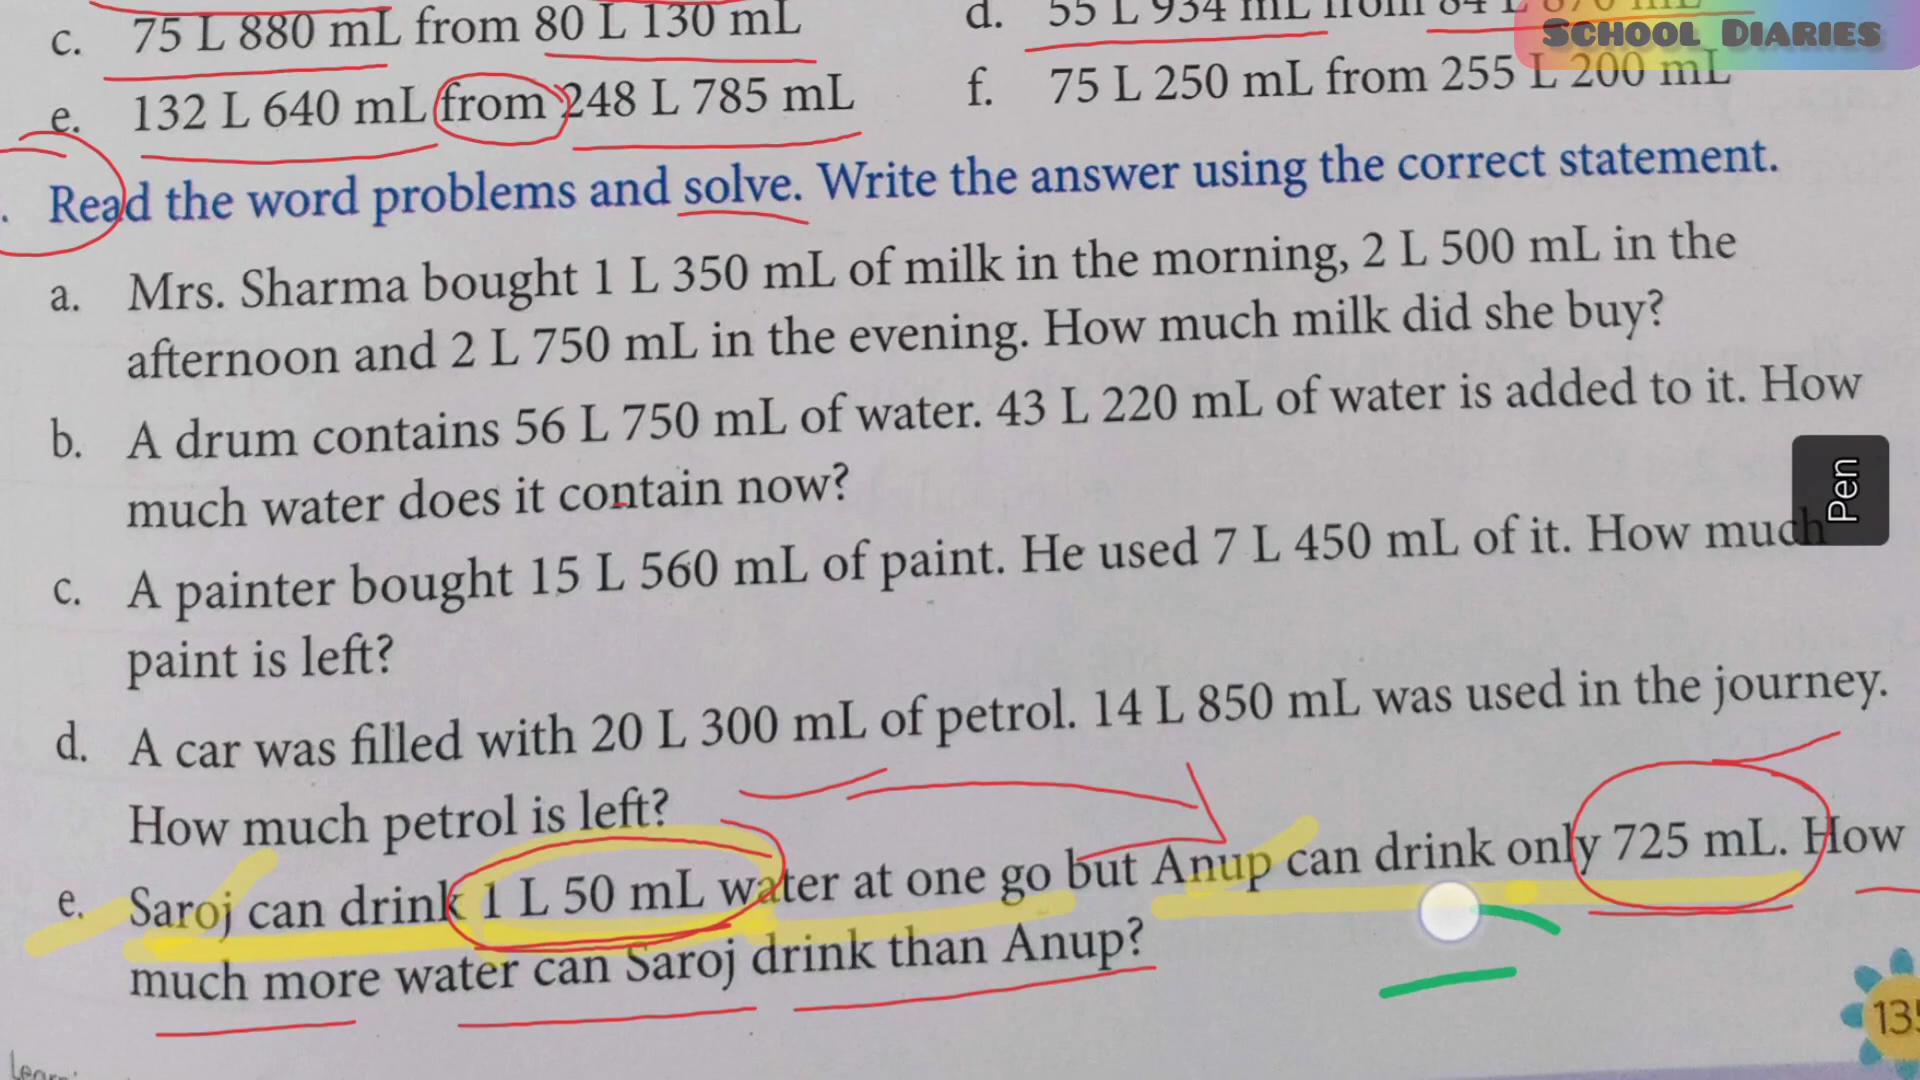 c. 75 L 880 mL from 80 L 130 mL
d. 55 L 934 mL from
SCHOOL DIARIES
e. 132 L 640 mL from 248 L 785 mL
f. 75 L 250 mL from 255 L 200 mL
Read the word problems and solve. Write the answer using the correct statement.
a. Mrs. Sharma bought 1 L 350 mL of milk in the morning, 2 L 500 mL in the
afternoon and 2 L 750 mL in the evening. How much milk did she buy?
b. A drum contains 56 L 750 mL of water. 43 L 220 mL of water is added to it. How
much water does it contain now?
Pen
c. A painter bought 15 L 560 mL of paint. He used 7 L 450 mL of it. How much
paint is left?
d. A car was filled with 20 L 300 mL of petrol. 14 L 850 mL was used in the journey.
How much petrol is left?
e. Saroj can drink 1 L 50 mL water at one go but Anup can drink only 725 mL. How
much more water can Saroj drink than Anup?